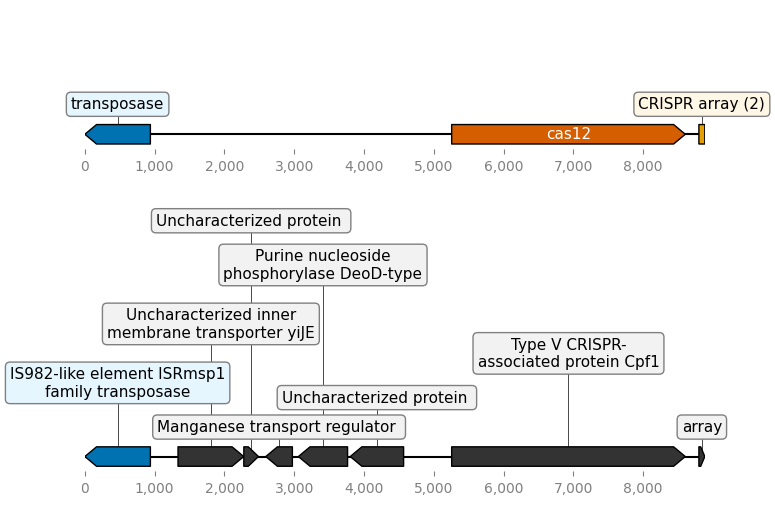 transposase
CRISPR array (2)
cas12
0 1,000 2,000 3,000 4,000 5,000 6,000 7,000 8,000
Uncharacterized protein
Purine nucleoside
phosphorylase DeoD-type
Uncharacterized inner
membrane transporter yiJE
Type V CRISPR-
associated protein Cpf1
IS982-like element ISRmsp1
family transposase
Uncharacterized protein
Manganese transport regulator
array
0 1,000 2,000 3,000 4,000 5,000 6,000 7,000 8,000